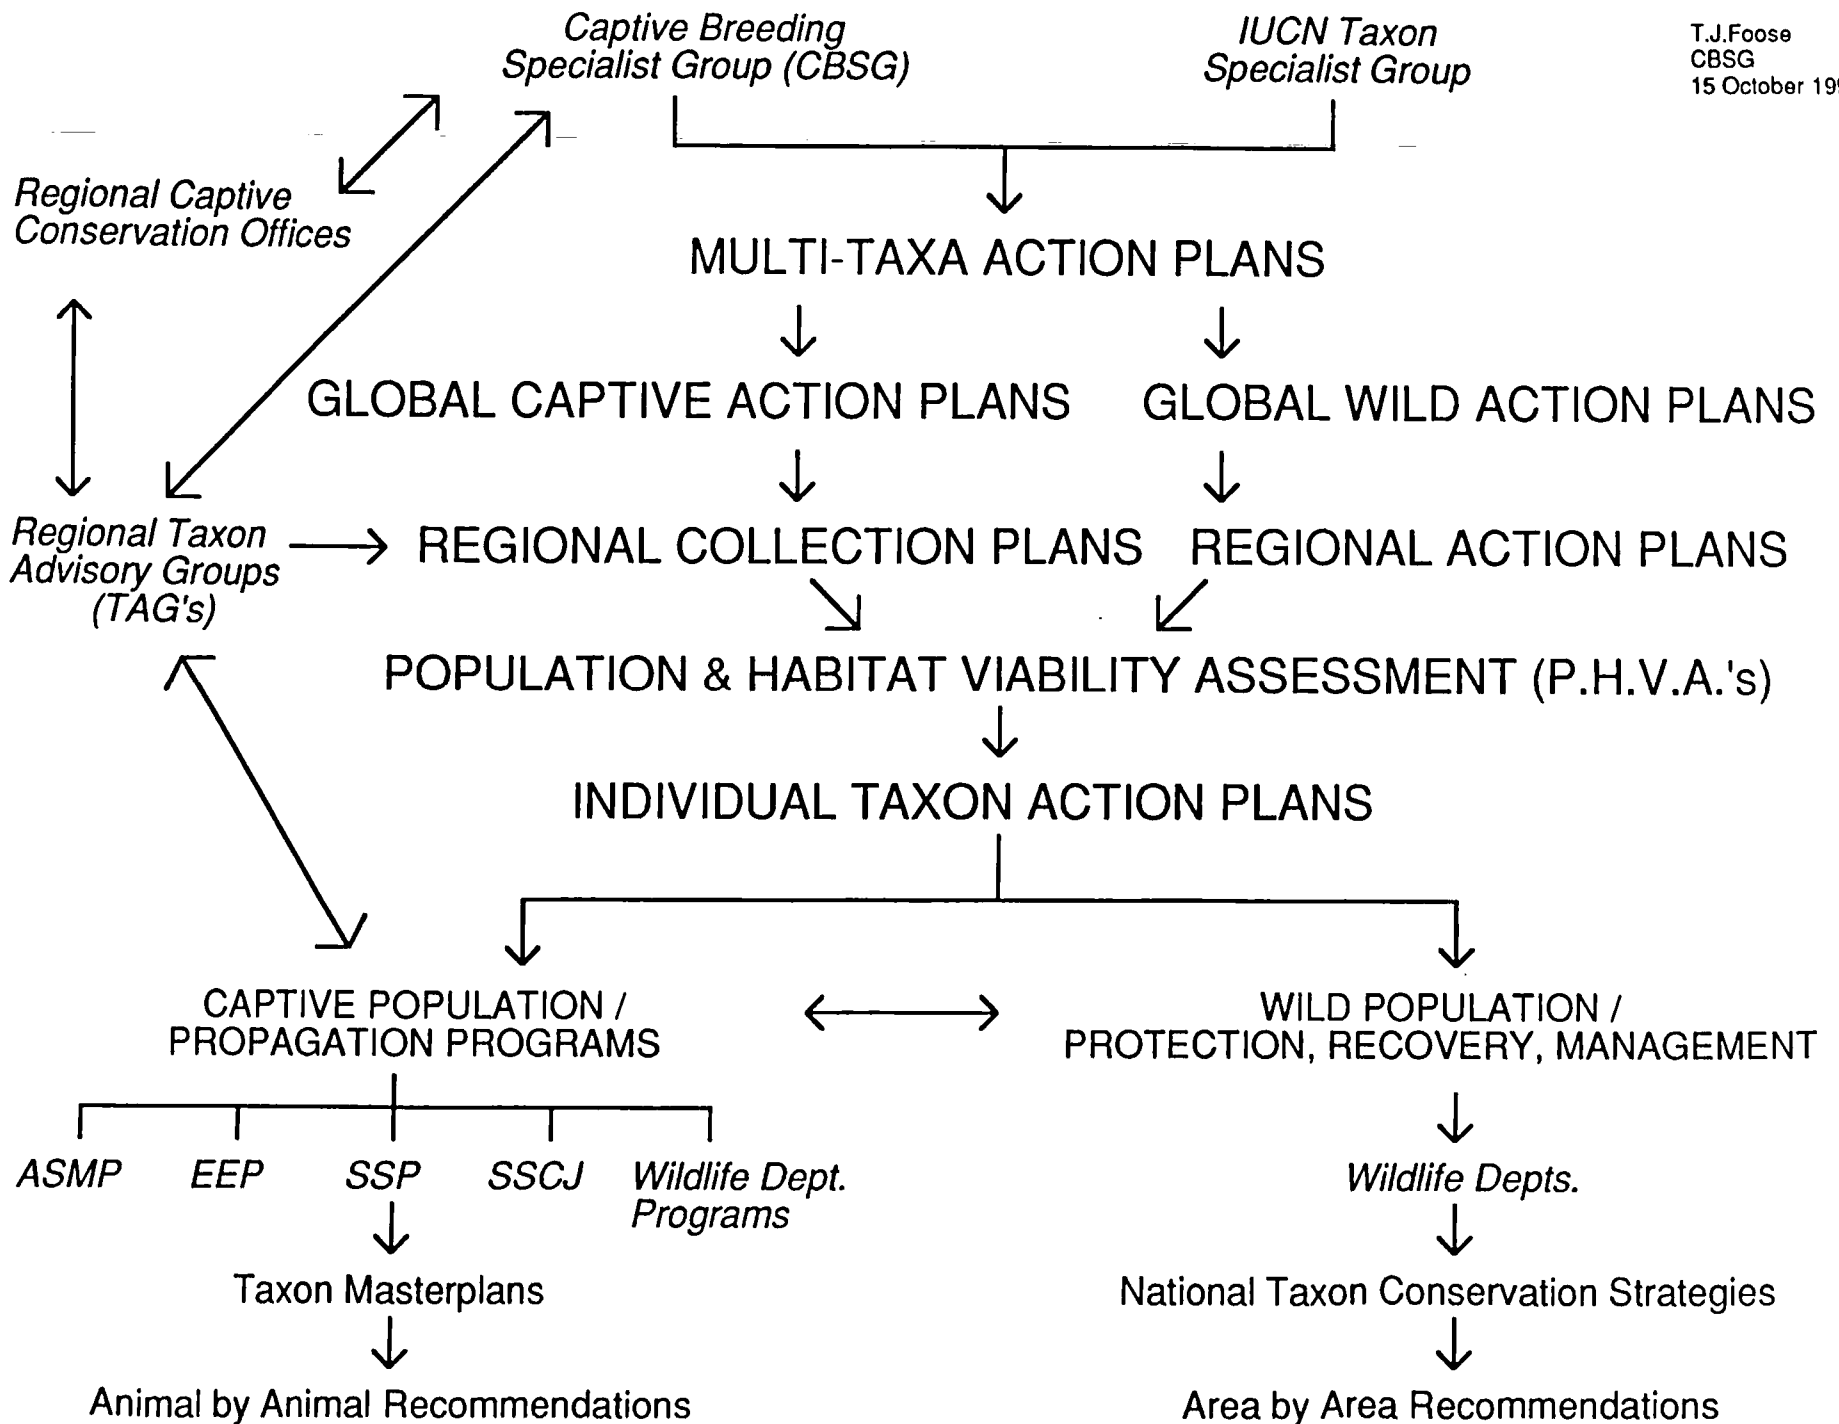 Captive Breeding
Specialist Group (CBSG)
IUCN Taxon
Specialist Group
T.J.Foose
CBSG
15 October
Regional Captive
Conservation Offices
MULTI-TAXA ACTION PLANS
GLOBAL CAPTIVE ACTION PLANS
GLOBAL WILD ACTION PLANS
Regional Taxon
Advisory Groups
(TAG's)
REGIONAL COLLECTION PLANS
REGIONAL ACTION PLANS
POPULATION & HABITAT VIABILITY ASSESSMENT (P.H.V.A.'s)
INDIVIDUAL TAXON ACTION PLANS
CAPTIVE POPULATION /
PROPAGATION PROGRAMS
WILD POPULATION /
PROTECTION, RECOVERY, MANAGEMENT
ASMP
EEP
SSP
SSCJ
Wildlife Dept.
Programs
Wildlife Depts.
Taxon Masterplans
National Taxon Conservation Strategies
Animal by Animal Recommendations
Area by Area Recommendations